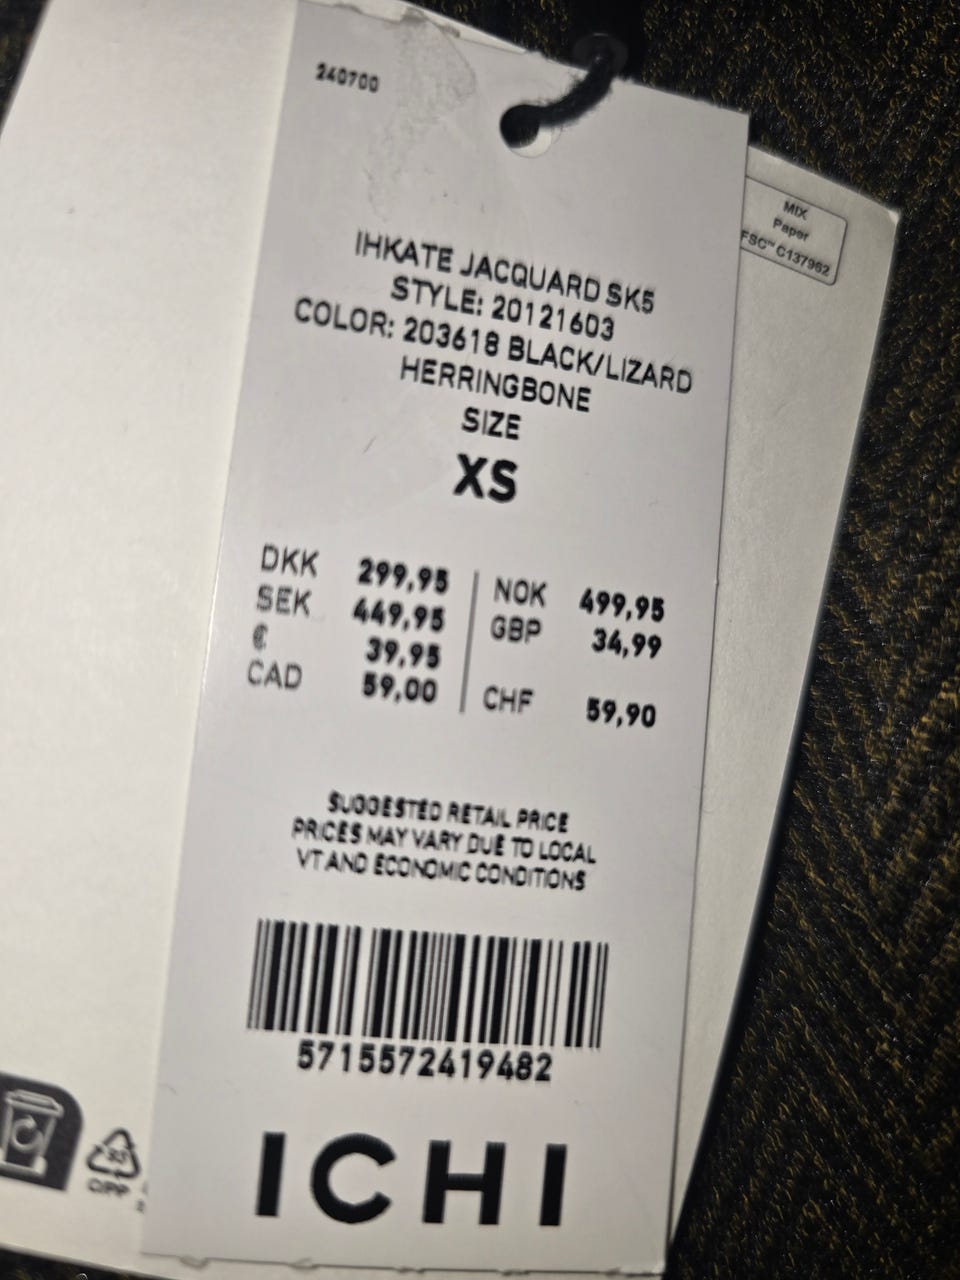 240700
MIX
Paper
FSC™ C137962
IHKATE JACQUARD SK5
STYLE: 20121603
COLOR: 203618 BLACK/LIZARD
HERRINGBONE
SIZE
XS
DKK 299,95
SEK 449,95
€ 39,95
CAD 59,00
NOK 499,95
GBP 34,99
CHF 59,90
SUGGESTED RETAIL PRICE
PRICES MAY VARY DUE TO LOCAL
VT AND ECONOMIC CONDITIONS
5715572419482
ICHI